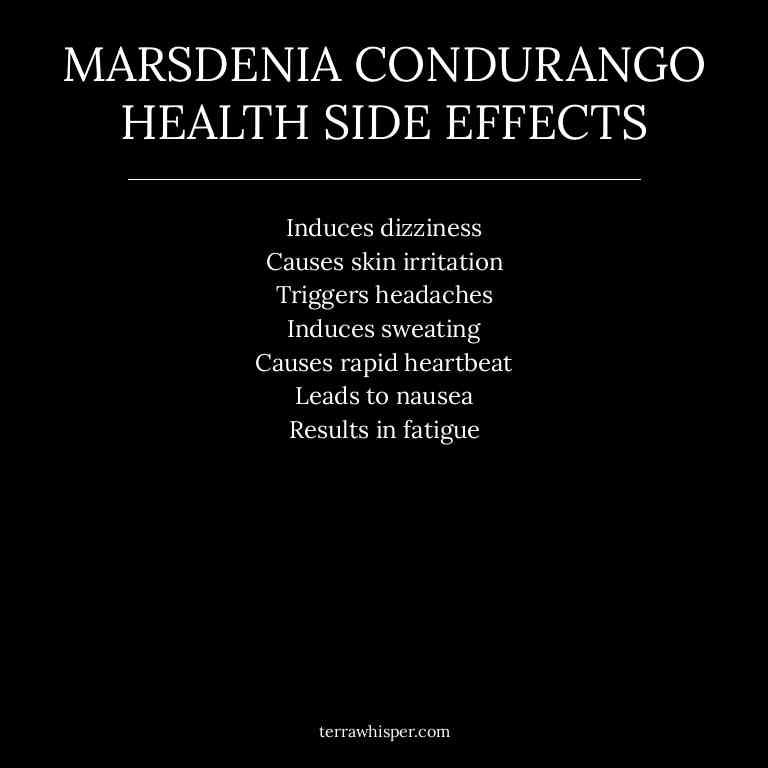 MARSDENIA CONDURANGO
HEALTH SIDE EFFECTS
Induces dizziness
Causes skin irritation
Triggers headaches
Induces sweating
Causes rapid heartbeat
Leads to nausea
Results in fatigue
terrawhisper.com